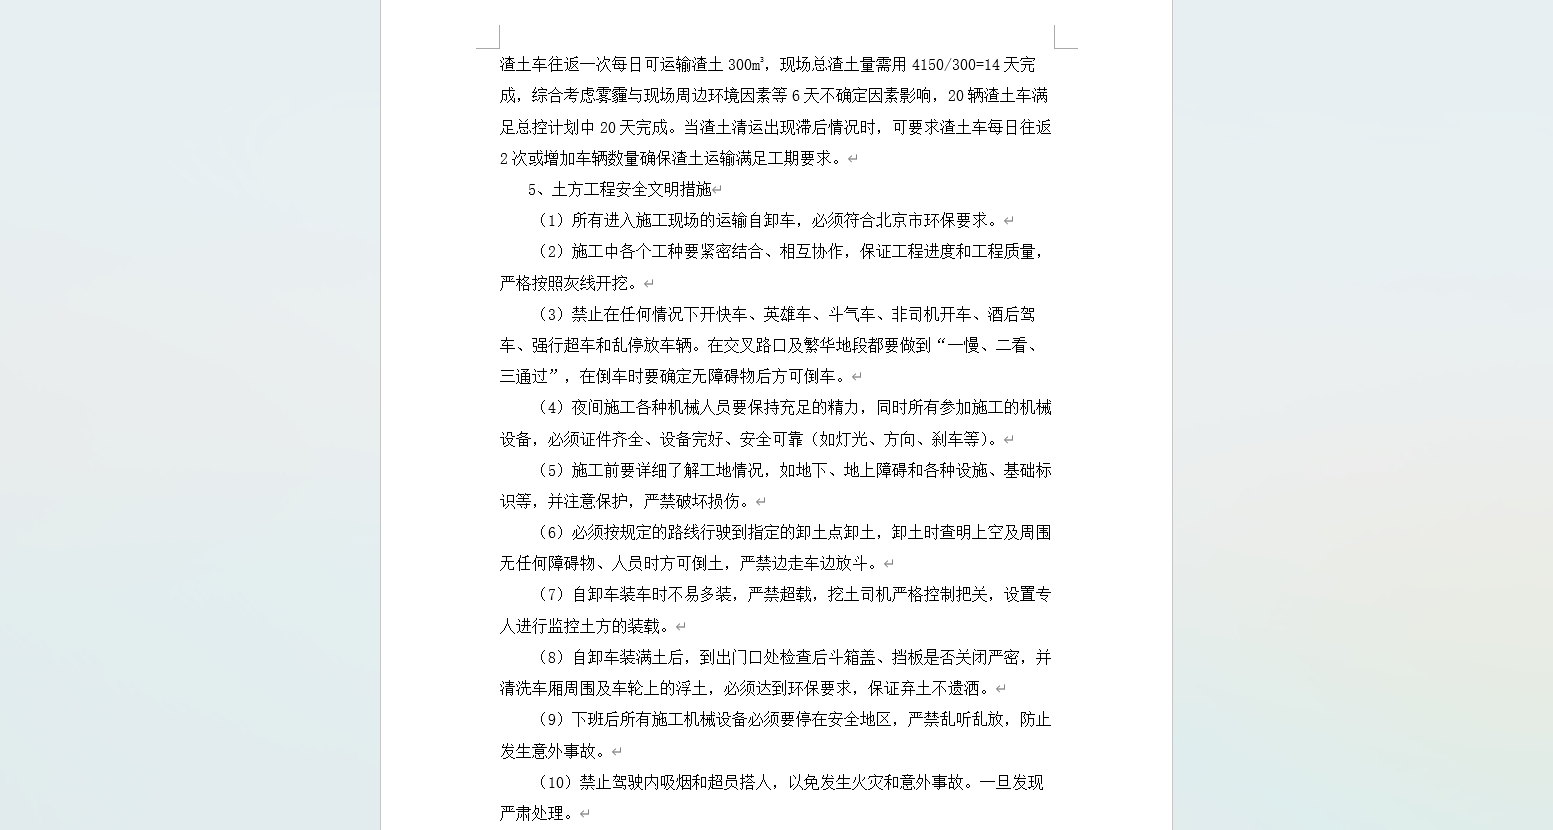 渣土车往返一次每日可运输渣土 300m³，现场总渣土量需用 4150/300=14 天完
成，综合考虑雾霾与现场周边环境因素等 6 天不确定因素影响，20 辆渣土车满
足总控计划中 20 天完成。当渣土清运出现滞后情况时，可要求渣土车每日往返
2 次或增加车辆数量确保渣土运输满足工期要求。
5、土方工程安全文明措施
（1）所有进入施工现场的运输自卸车，必须符合北京市环保要求。
（2）施工中各个工种要紧密结合、相互协作，保证工程进度和工程质量，
严格按照灰线开挖。
（3）禁止在任何情况下开快车、英雄车、斗气车、非司机开车、酒后驾
车、强行超车和乱停放车辆。在交叉路口及繁华地段都要做到“一慢、二看、
三通过”，在倒车时要确定无障碍物后方可倒车。
（4）夜间施工各种机械人员要保持充足的精力，同时所有参加施工的机械
设备，必须证件齐全、设备完好、安全可靠（如灯光、方向、刹车等）。
（5）施工前要详细了解工地情况，如地下、地上障碍和各种设施、基础标
识等，并注意保护，严禁破坏损伤。
（6）必须按规定的路线行驶到指定的卸土点卸土，卸土时查明上空及周围
无任何障碍物、人员时方可倒土，严禁边走车边放斗。
（7）自卸车装车时不易多装，严禁超载，挖土司机严格控制把关，设置专
人进行监控土方的装载。
（8）自卸车装满土后，到出门口处检查后斗箱盖、挡板是否关闭严密，并
清洗车厢周围及车轮上的浮土，必须达到环保要求，保证弃土不遗洒。
（9）下班后所有施工机械设备必须要停在安全地区，严禁乱听乱放，防止
发生意外事故。
（10）禁止驾驶内吸烟和超员搭人，以免发生火灾和意外事故。一旦发现
严肃处理。